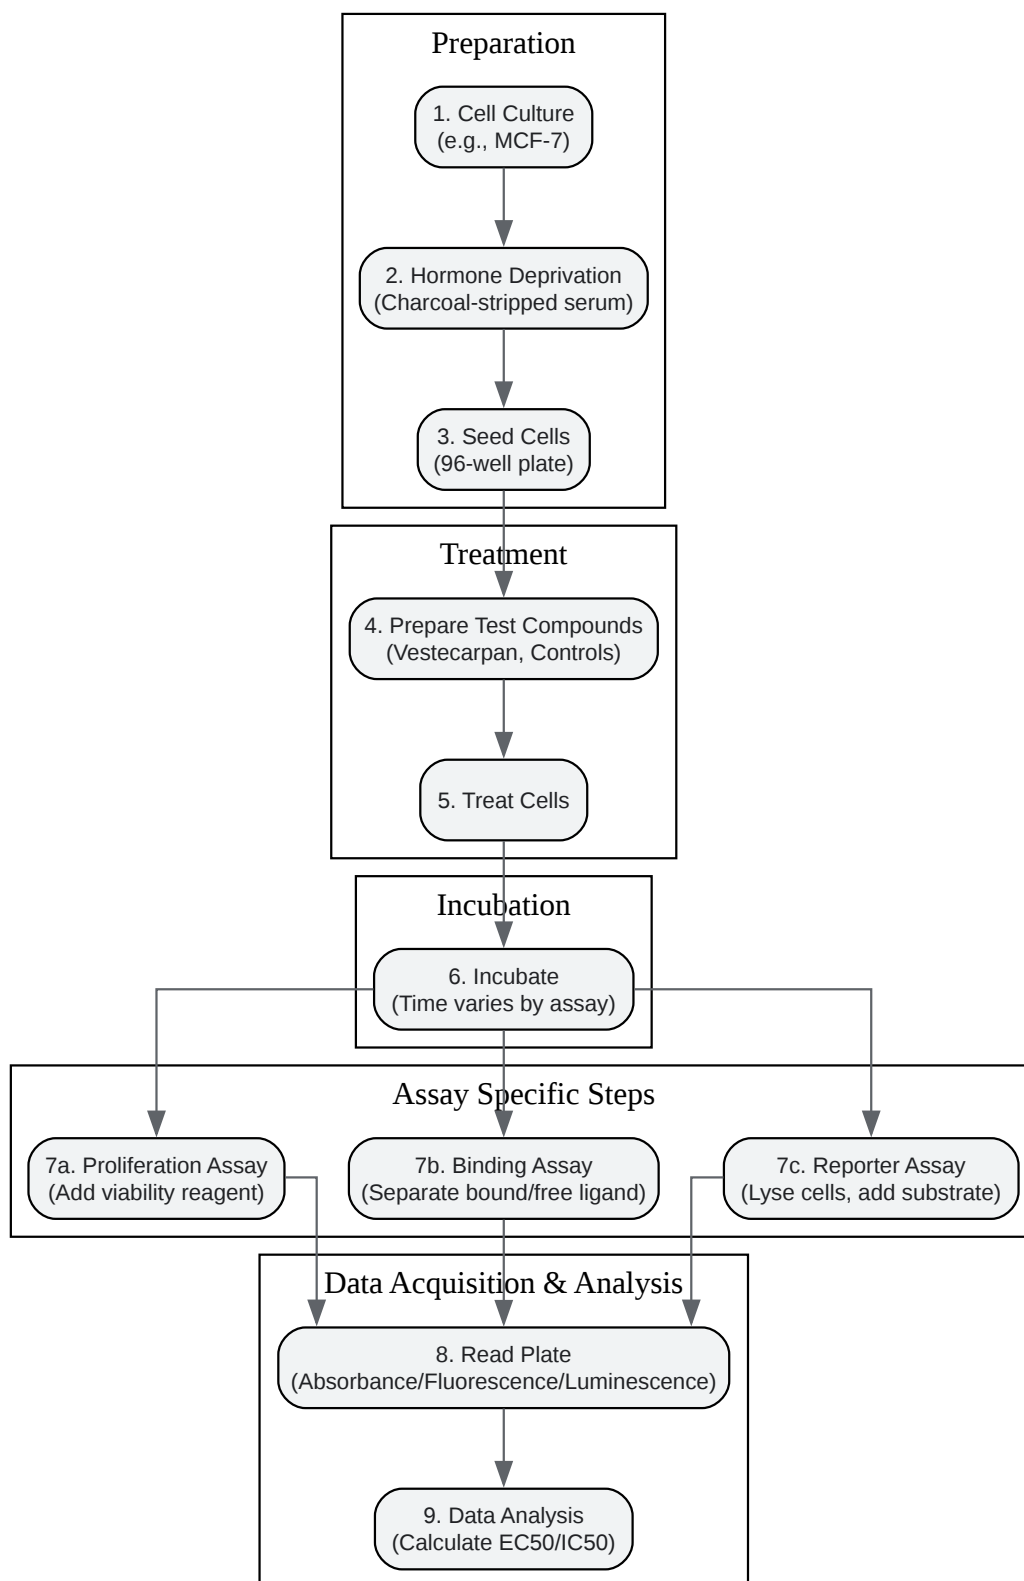 Preparation
1. Cell Culture
(e.g., MCF-7)
2. Hormone Deprivation
(Charcoal-stripped serum)
3. Seed Cells
(96-well plate)
Treatment
4. Prepare Test Compounds
(Vestecarpan, Controls)
5. Treat Cells
Incubation
6. Incubate
(Time varies by assay)
Assay Specific Steps
7a. Proliferation Assay
(Add viability reagent)
7b. Binding Assay
(Separate bound/free ligand)
7c. Reporter Assay
(Lyse cells, add substrate)
Data Acquisition & Analysis
8. Read Plate
(Absorbance/Fluorescence/Luminescence)
9. Data Analysis
(Calculate EC50/IC50)